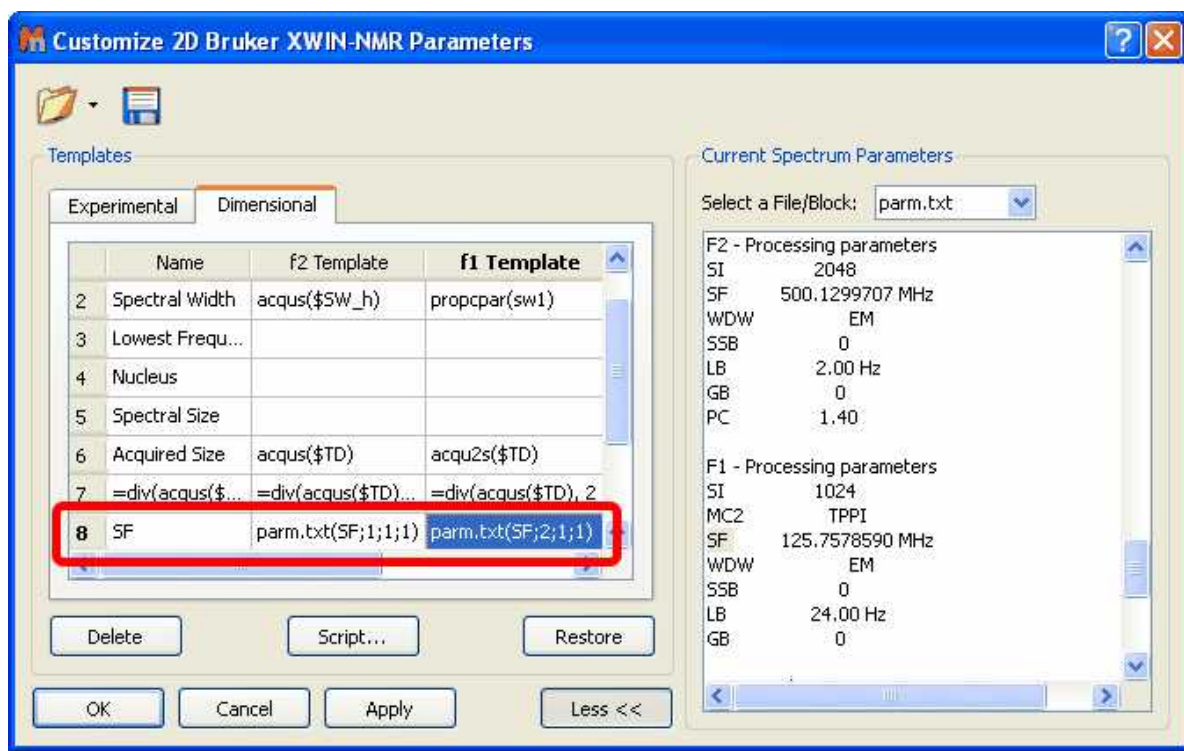 Customize 2D Bruker XWIN-NMR Parameters
Templates
Experimental Dimensional
Name f2 Template f1 Template
2 Spectral Width acqus($SW_h) propcpar(sw1)
3 Lowest Frequ...
4 Nucleus
5 Spectral Size
6 Acquired Size acqus($TD) acqu2s($TD)
7 =div(acqus($... =div(acqus($TD)... =div(acqus($TD), 2
8 SF parm.txt(SF;1;1;1) parm.txt(SF;2;1;1)
Delete Script... Restore
OK Cancel Apply Less <<
Current Spectrum Parameters
Select a File/Block: parm.txt
F2 - Processing parameters
SI 2048
SF 500.1299707 MHz
WDW EM
SSB 0
LB 2.00 Hz
GB 0
PC 1.40
F1 - Processing parameters
SI 1024
MC2 TPPI
SF 125.7578590 MHz
WDW EM
SSB 0
LB 24.00 Hz
GB 0